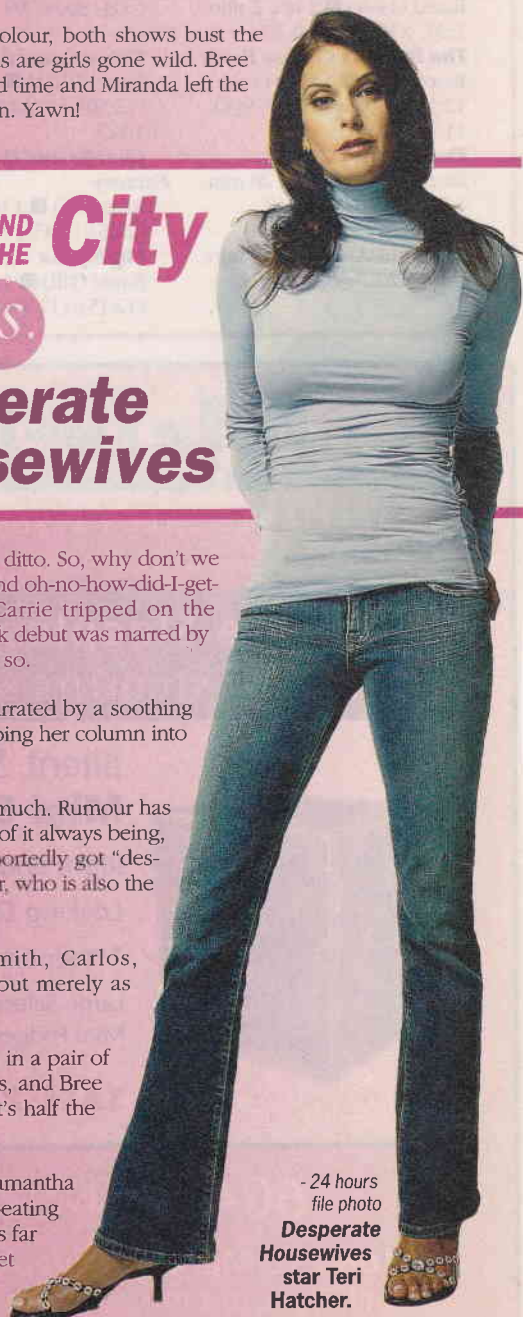 colour, both shows bust the
s are girls gone wild. Bree
d time and Miranda left the
n. Yawn!
ND
HE City
s.
erate
sewives
ditto. So, why don't we
nd oh-no-how-did-I-get-
Carrie tripped on the
k debut was marred by
so.
arrated by a soothing
ping her column into
much. Rumour has
of it always being,
portedly got "des-
r, who is also the
mith, Carlos,
out merely as
in a pair of
s, and Bree
t's half the
amantha
-eating
s far
et
- 24 hours
file photo
Desperate
Housewives
star Teri
Hatcher.